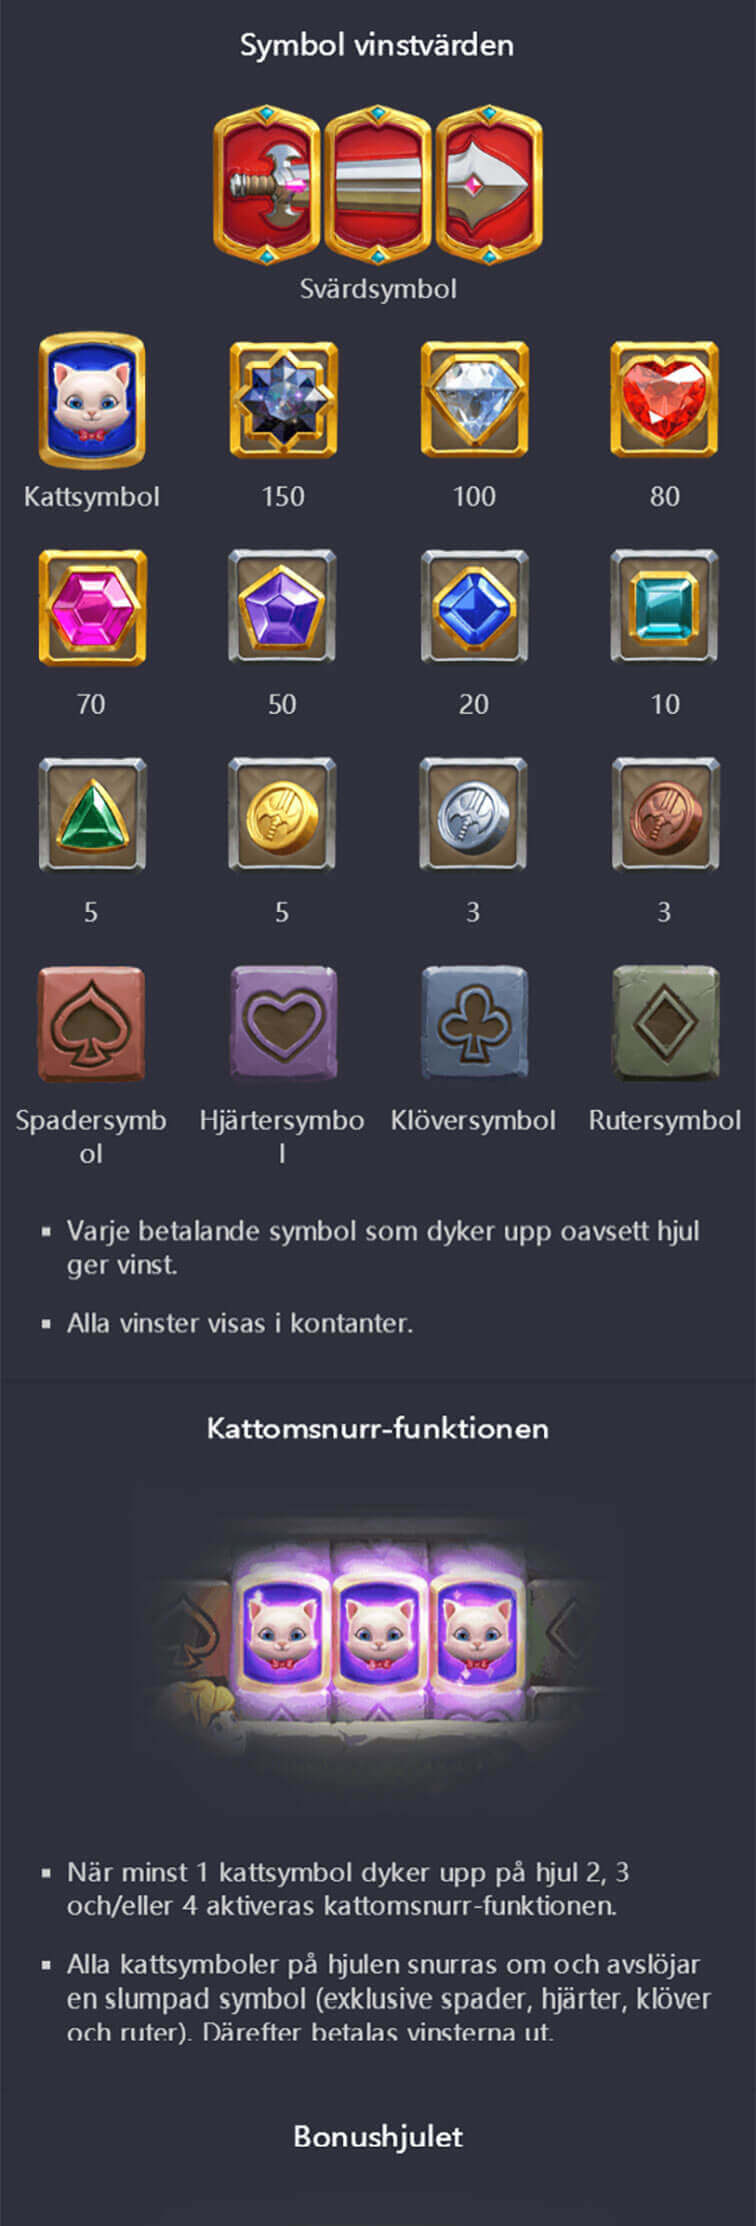 Symbol vinstvärden
Svärdsymbol
Kattsymbol 150 100 80
70 50 20 10
5 5 3 3
Spadersymb Hjärtersymbo Klöversymbol Rutersymbol
ol l
▪ Varje betalande symbol som dyker upp oavsett hjul
ger vinst.
▪ Alla vinster visas i kontanter.
Kattomsnurr-funktionen
▪ När minst 1 kattsymbol dyker upp på hjul 2, 3
och/eller 4 aktiveras kattomsnurr-funktionen.
▪ Alla kattsymboler på hjulen snurras om och avslöjar
en slumpad symbol (exklusive spader, hjärter, klöver
och ruter). Därefter betalas vinsterna ut.
Bonushjulet